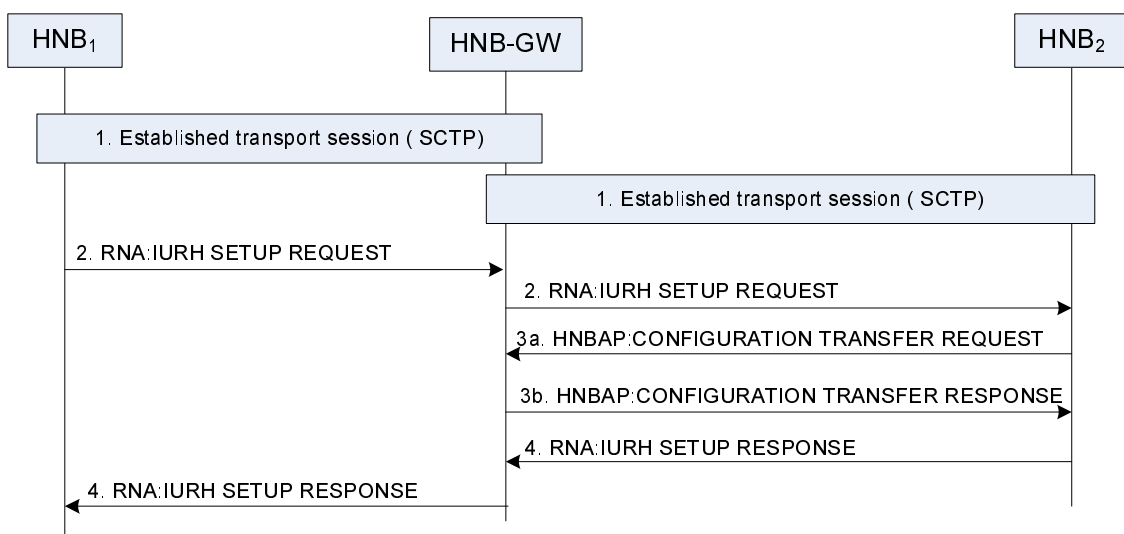 HNB₁
HNB-GW
HNB₂
1. Established transport session ( SCTP)
1. Established transport session ( SCTP)
2. RNA:IURH SETUP REQUEST
2. RNA:IURH SETUP REQUEST
3a. HNBAP:CONFIGURATION TRANSFER REQUEST
3b. HNBAP:CONFIGURATION TRANSFER RESPONSE
4. RNA:IURH SETUP RESPONSE
4. RNA:IURH SETUP RESPONSE